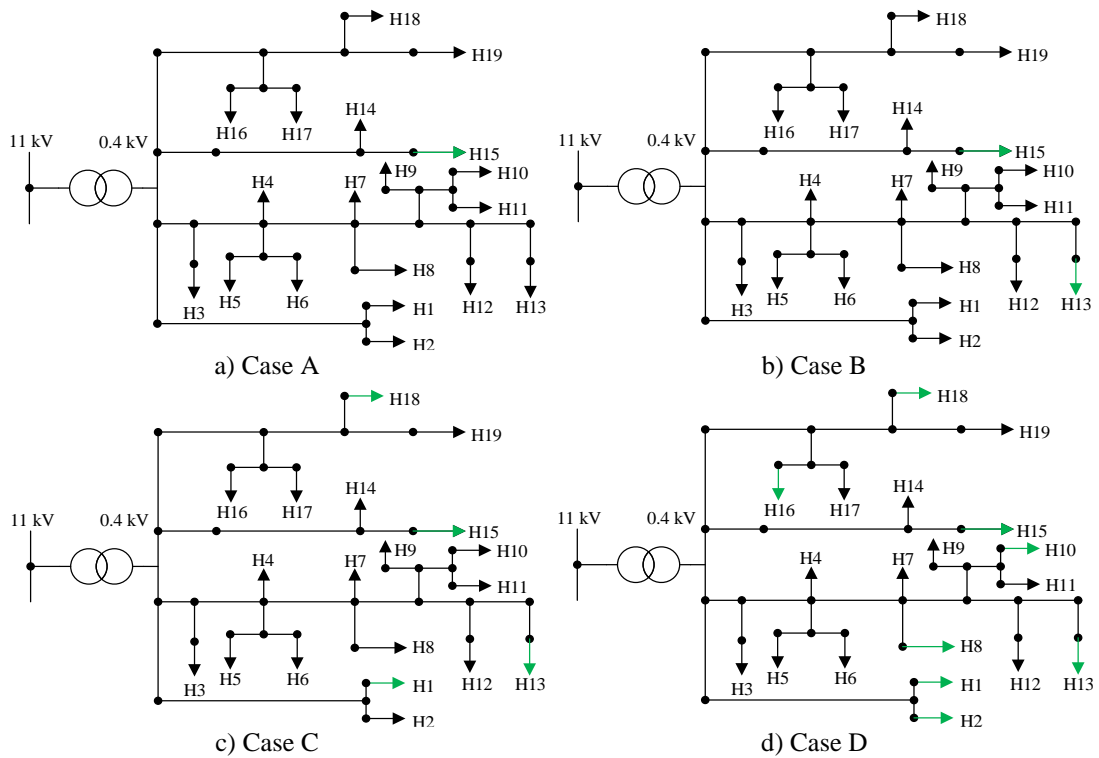 H18
H19
H16 H17
H14
11 kV 0.4 kV
H15
H9 H10
H4 H7
H11
H5 H6 H8
H3 H12 H13
H1
H2
a) Case A
H18
H19
H16 H17
H14
11 kV 0.4 kV
H15
H9 H10
H4 H7
H11
H5 H6 H8
H3 H12 H13
H1
H2
b) Case B
H18
H19
H16 H17
H14
11 kV 0.4 kV
H15
H9 H10
H4 H7
H11
H5 H6 H8
H3 H12 H13
H1
H2
c) Case C
H18
H19
H16 H17
H14
11 kV 0.4 kV
H15
H9 H10
H4 H7
H11
H5 H6 H8
H3 H12 H13
H1
H2
d) Case D